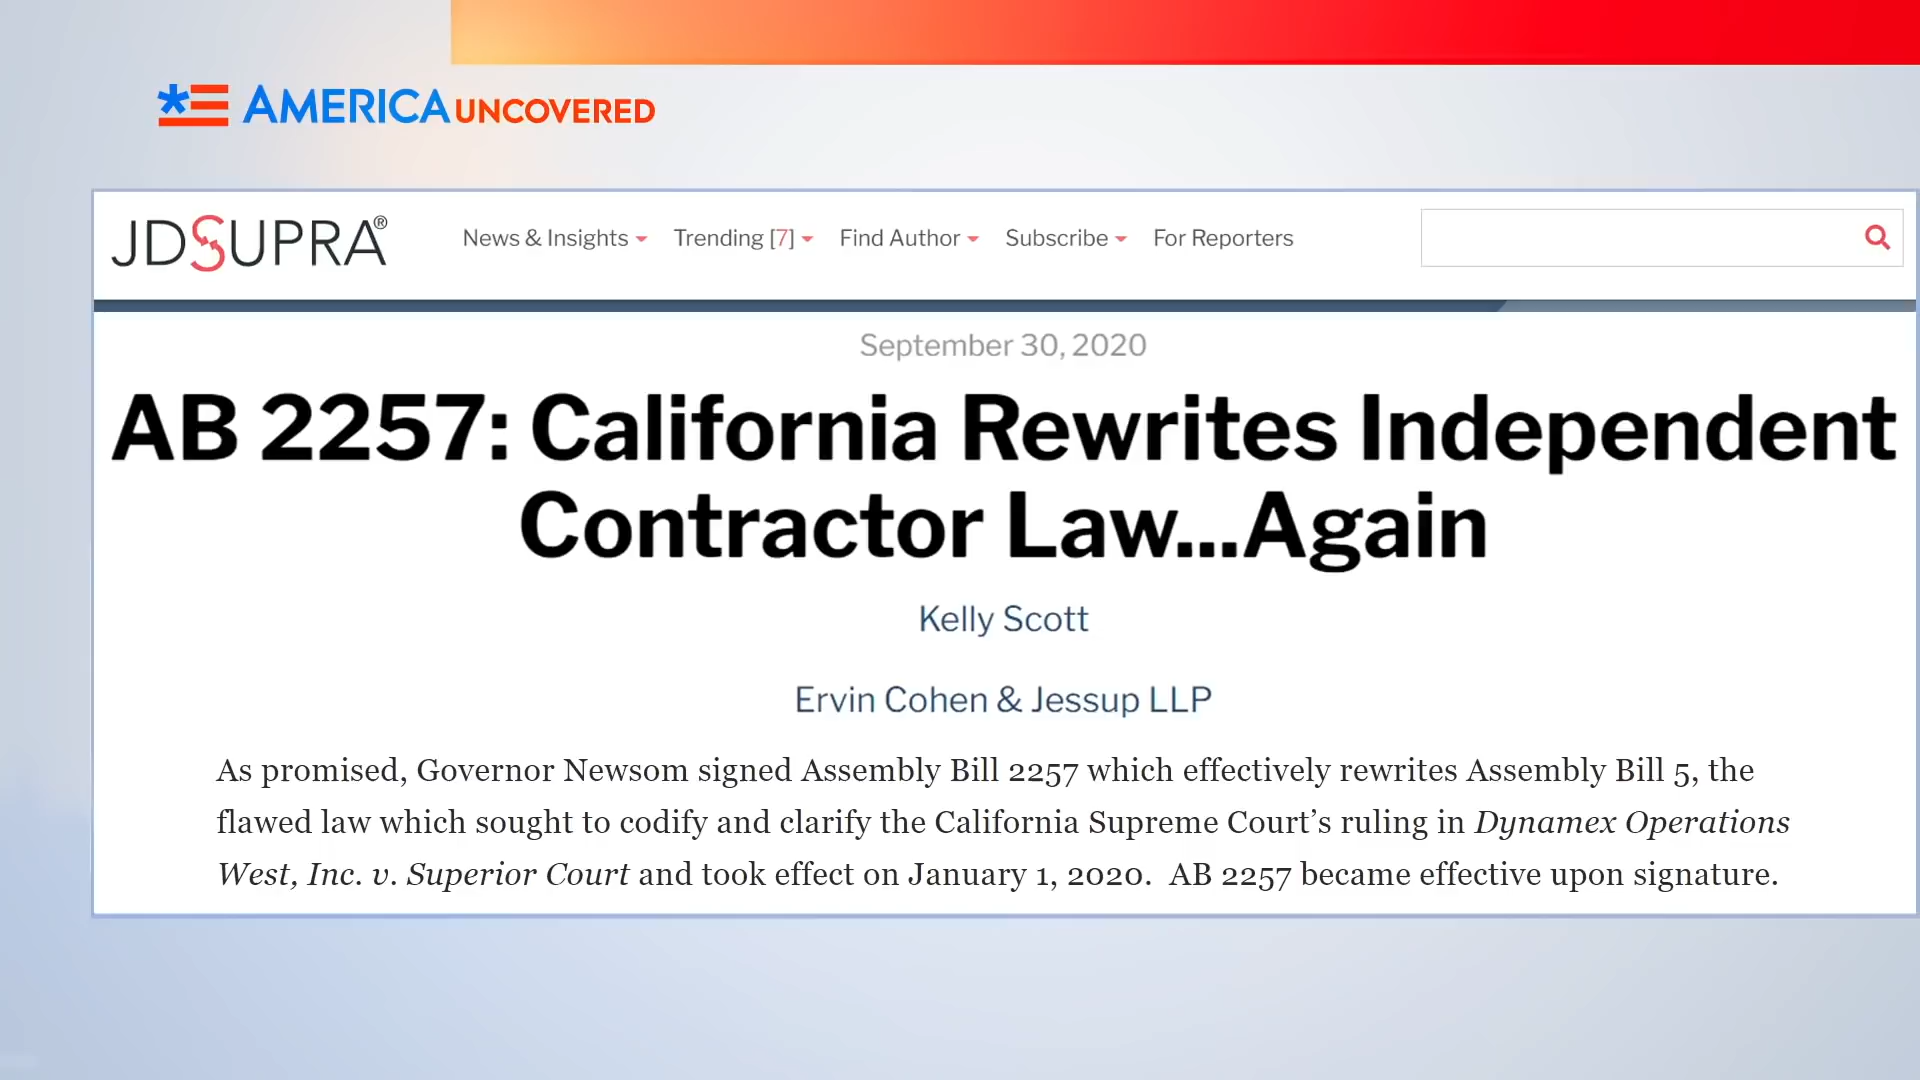 AMERICA UNCOVERED
JDSUPRA®
News & Insights Trending [7] Find Author Subscribe For Reporters
September 30, 2020
AB 2257: California Rewrites Independent
Contractor Law...Again
Kelly Scott
Ervin Cohen & Jessup LLP
As promised, Governor Newsom signed Assembly Bill 2257 which effectively rewrites Assembly Bill 5, the
flawed law which sought to codify and clarify the California Supreme Court’s ruling in Dynamex Operations
West, Inc. v. Superior Court and took effect on January 1, 2020.  AB 2257 became effective upon signature.